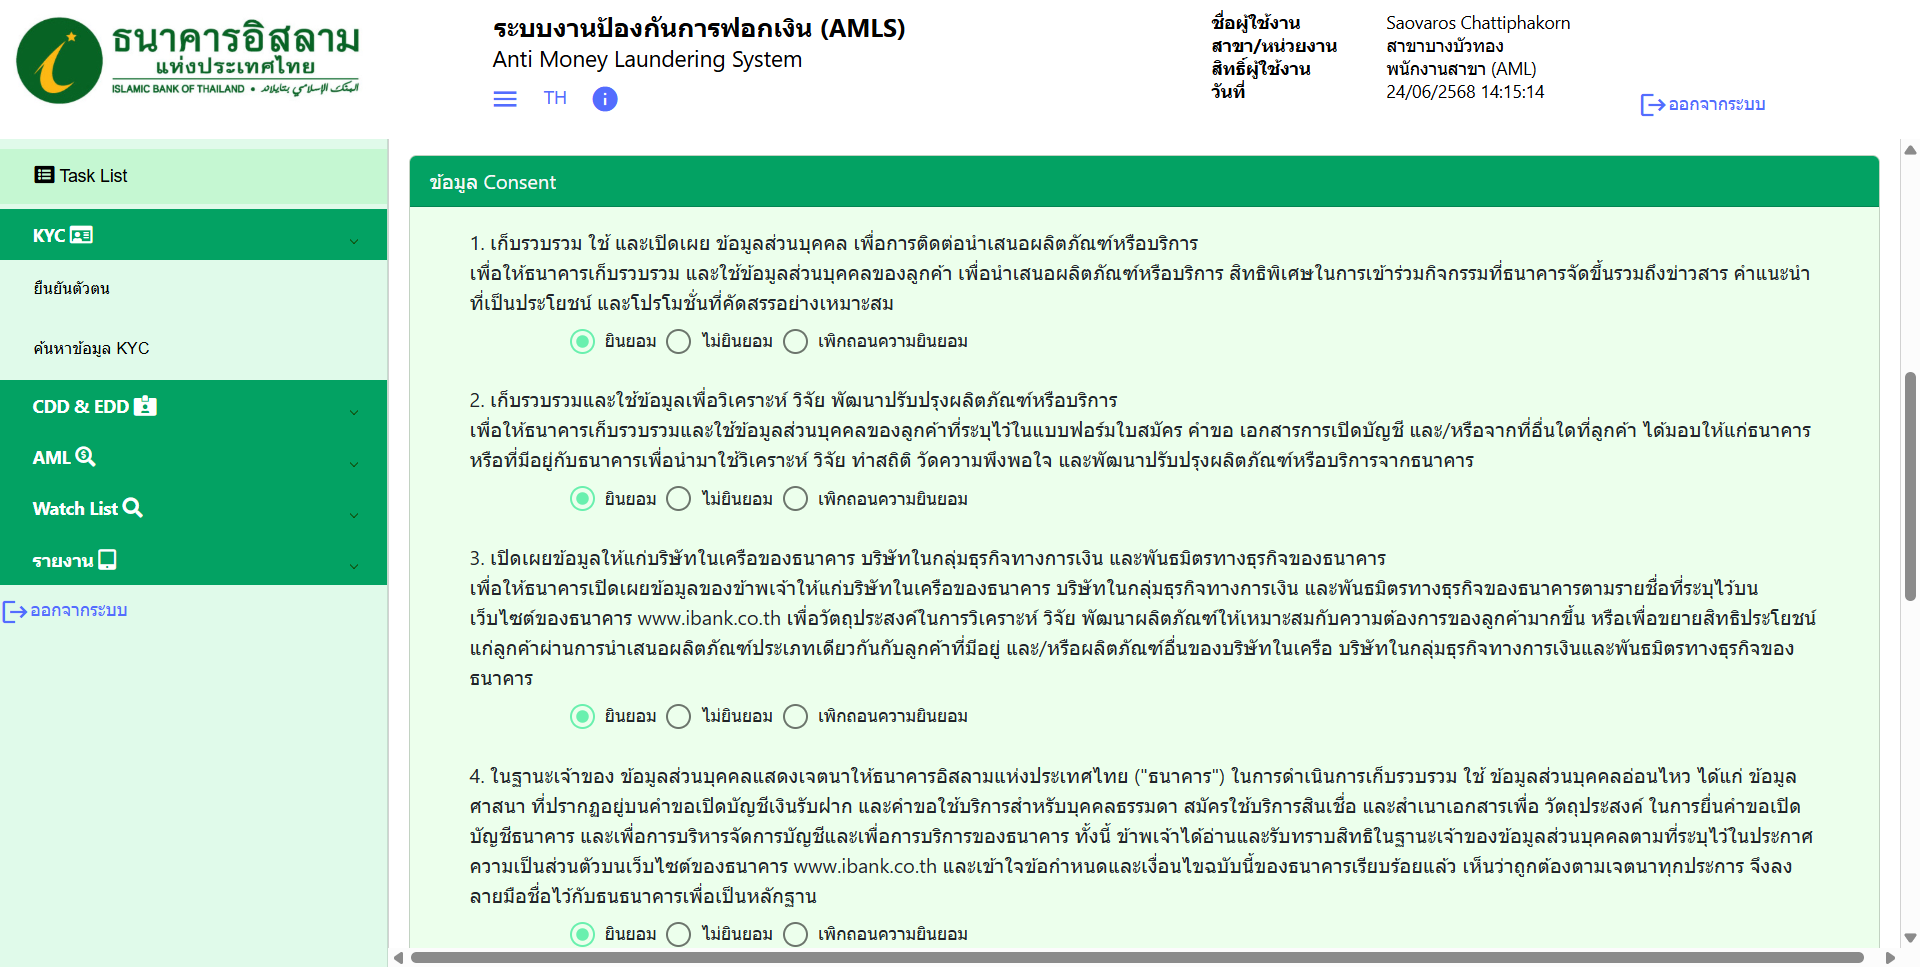 ธนาคารอิสลาม
แห่งประเทศไทย
ISLAMIC BANK OF THAILAND •
ระบบงานป้องกันการฟอกเงิน (AMLS)
Anti Money Laundering System
TH
ชื่อผู้ใช้งาน Saovaros Chattiphakorn
สาขา/หน่วยงาน สาขาบางบัวทอง
สิทธิ์ผู้ใช้งาน พนักงานสาขา (AML)
วันที่ 24/06/2568 14:15:14
ออกจากระบบ
Task List
KYC
ยืนยันตัวตน
ค้นหาข้อมูล KYC
CDD & EDD
AML
Watch List
รายงาน
ออกจากระบบ
ข้อมูล Consent
1. เก็บรวบรวม ใช้ และเปิดเผย ข้อมูลส่วนบุคคล เพื่อการติดต่อนำเสนอผลิตภัณฑ์หรือบริการ
เพื่อให้ธนาคารเก็บรวบรวม และใช้ข้อมูลส่วนบุคคลของลูกค้า เพื่อนำเสนอผลิตภัณฑ์หรือบริการ สิทธิพิเศษในการเข้าร่วมกิจกรรมที่ธนาคารจัดขึ้นรวมถึงข่าวสาร คำแนะนำ
ที่เป็นประโยชน์ และโปรโมชั่นที่คัดสรรอย่างเหมาะสม
ยินยอม ไม่ยินยอม เพิกถอนความยินยอม
2. เก็บรวบรวมและใช้ข้อมูลเพื่อวิเคราะห์ วิจัย พัฒนาปรับปรุงผลิตภัณฑ์หรือบริการ
เพื่อให้ธนาคารเก็บรวบรวมและใช้ข้อมูลส่วนบุคคลของลูกค้าที่ระบุไว้ในแบบฟอร์มใบสมัคร คำขอ เอกสารการเปิดบัญชี และ/หรือจากที่อื่นใดที่ลูกค้า ได้มอบให้แก่ธนาคาร
หรือที่มีอยู่กับธนาคารเพื่อนำมาใช้วิเคราะห์ วิจัย ทำสถิติ วัดความพึงพอใจ และพัฒนาปรับปรุงผลิตภัณฑ์หรือบริการจากธนาคาร
ยินยอม ไม่ยินยอม เพิกถอนความยินยอม
3. เปิดเผยข้อมูลให้แก่บริษัทในเครือของธนาคาร บริษัทในกลุ่มธุรกิจทางการเงิน และพันธมิตรทางธุรกิจของธนาคาร
เพื่อให้ธนาคารเปิดเผยข้อมูลของข้าพเจ้าให้แก่บริษัทในเครือของธนาคาร บริษัทในกลุ่มธุรกิจทางการเงิน และพันธมิตรทางธุรกิจของธนาคารตามรายชื่อที่ระบุไว้บน
เว็บไซต์ของธนาคาร www.ibank.co.th เพื่อวัตถุประสงค์ในการวิเคราะห์ วิจัย พัฒนาผลิตภัณฑ์ให้เหมาะสมกับความต้องการของลูกค้ามากขึ้น หรือเพื่อขยายสิทธิประโยชน์
แก่ลูกค้าผ่านการนำเสนอผลิตภัณฑ์ประเภทเดียวกันกับลูกค้าที่มีอยู่ และ/หรือผลิตภัณฑ์อื่นของบริษัทในเครือ บริษัทในกลุ่มธุรกิจทางการเงินและพันธมิตรทางธุรกิจของ
ธนาคาร
ยินยอม ไม่ยินยอม เพิกถอนความยินยอม
4. ในฐานะเจ้าของ ข้อมูลส่วนบุคคลแสดงเจตนาให้ธนาคารอิสลามแห่งประเทศไทย ("ธนาคาร") ในการดำเนินการเก็บรวบรวม ใช้ ข้อมูลส่วนบุคคลอ่อนไหว ได้แก่ ข้อมูล
ศาสนา ที่ปรากฏอยู่บนคำขอเปิดบัญชีเงินรับฝาก และคำขอใช้บริการสำหรับบุคคลธรรมดา สมัครใช้บริการสินเชื่อ และสำเนาเอกสารเพื่อ วัตถุประสงค์ ในการยื่นคำขอเปิด
บัญชีธนาคาร และเพื่อการบริหารจัดการบัญชีและเพื่อการบริการของธนาคาร ทั้งนี้ ข้าพเจ้าได้อ่านและรับทราบสิทธิในฐานะเจ้าของข้อมูลส่วนบุคคลตามที่ระบุไว้ในประกาศ
ความเป็นส่วนตัวบนเว็บไซต์ของธนาคาร www.ibank.co.th และเข้าใจข้อกำหนดและเงื่อนไขฉบับนี้ของธนาคารเรียบร้อยแล้ว เห็นว่าถูกต้องตามเจตนาทุกประการ จึงลง
ลายมือชื่อไว้กับธนธนาคารเพื่อเป็นหลักฐาน
ยินยอม ไม่ยินยอม เพิกถอนความยินยอม